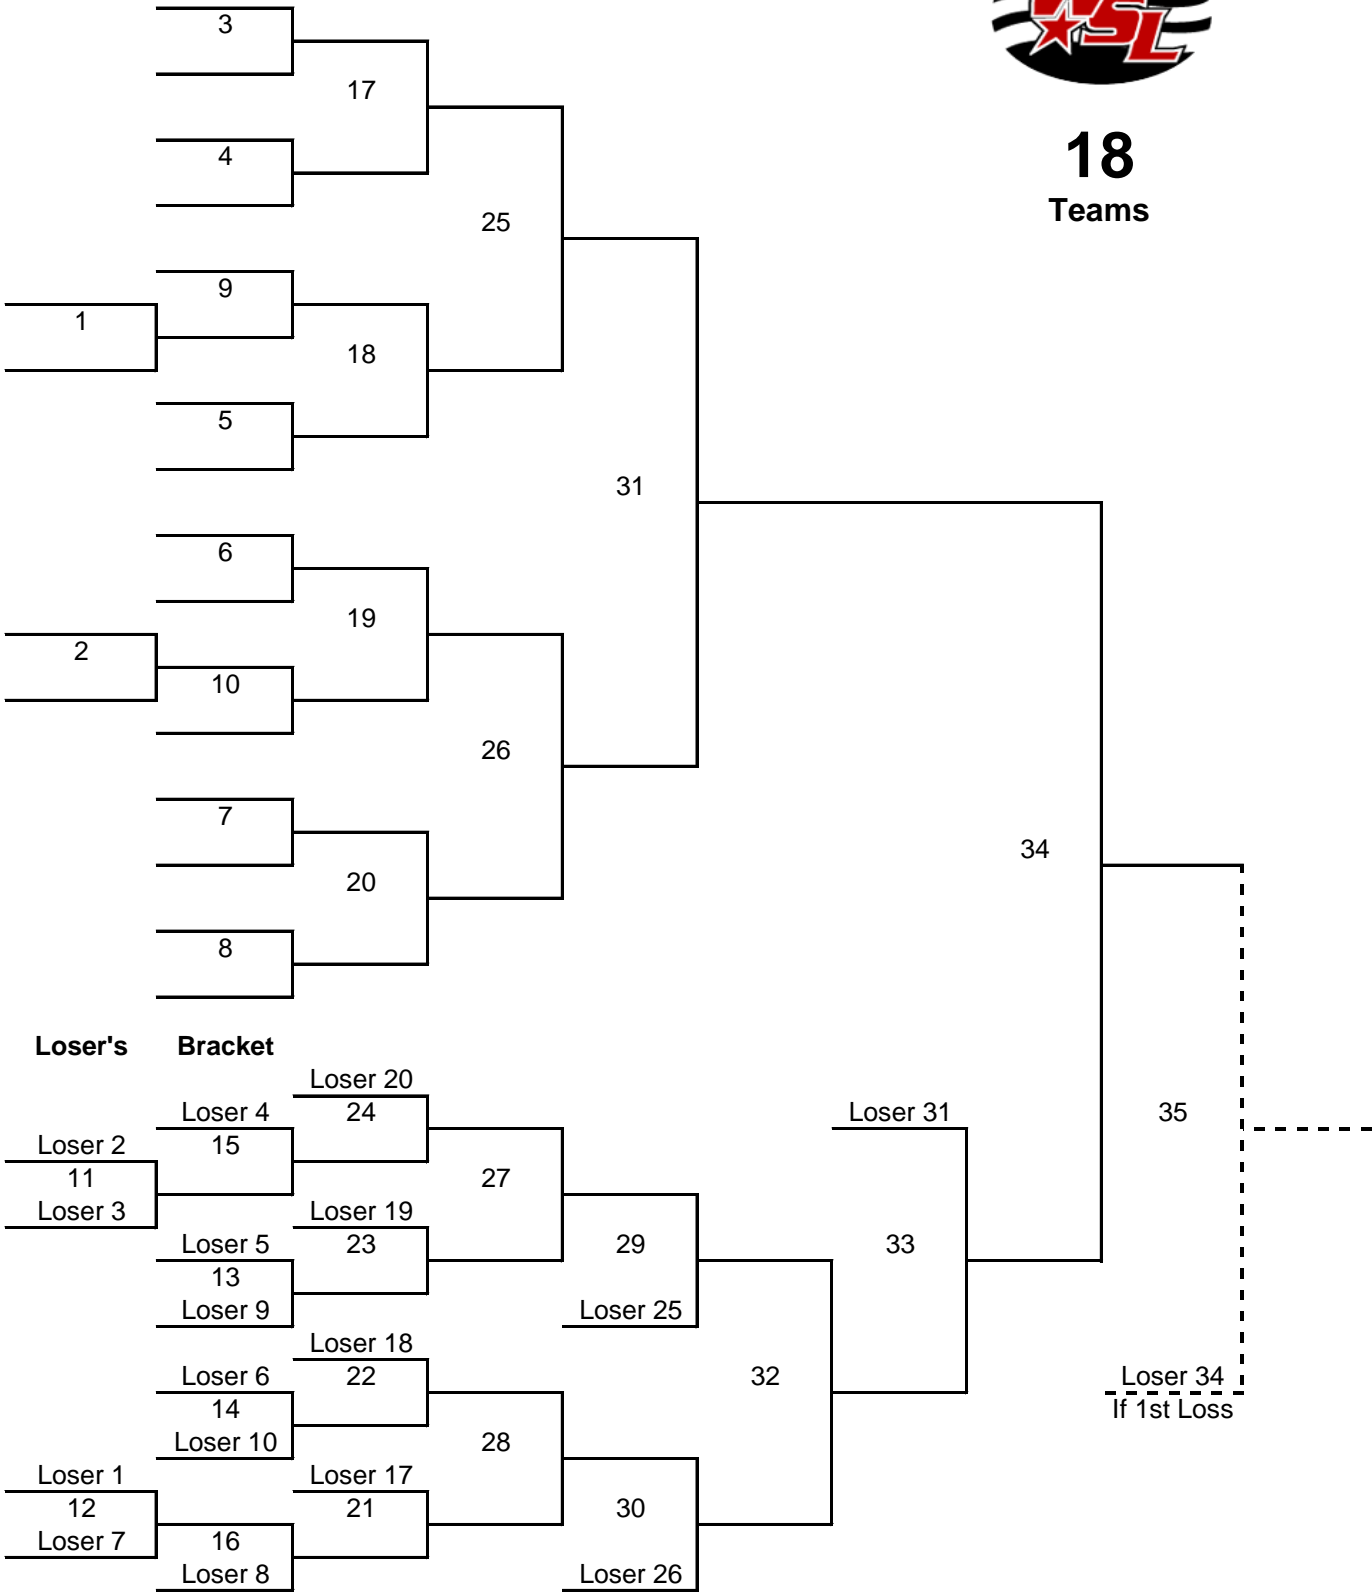 WSL
18
Teams
3
17
4
25
9
1
18
5
31
6
19
2
10
26
7
34
20
8
Loser's Bracket
Loser 20
Loser 4
24
Loser 31
35
Loser 2
15
11
27
Loser 3
Loser 19
Loser 5
23
29
33
13
Loser 9
Loser 25
Loser 18
Loser 6
22
32
Loser 34
14
If 1st Loss
Loser 10
28
Loser 1
Loser 17
12
21
30
Loser 7
16
Loser 8
Loser 26